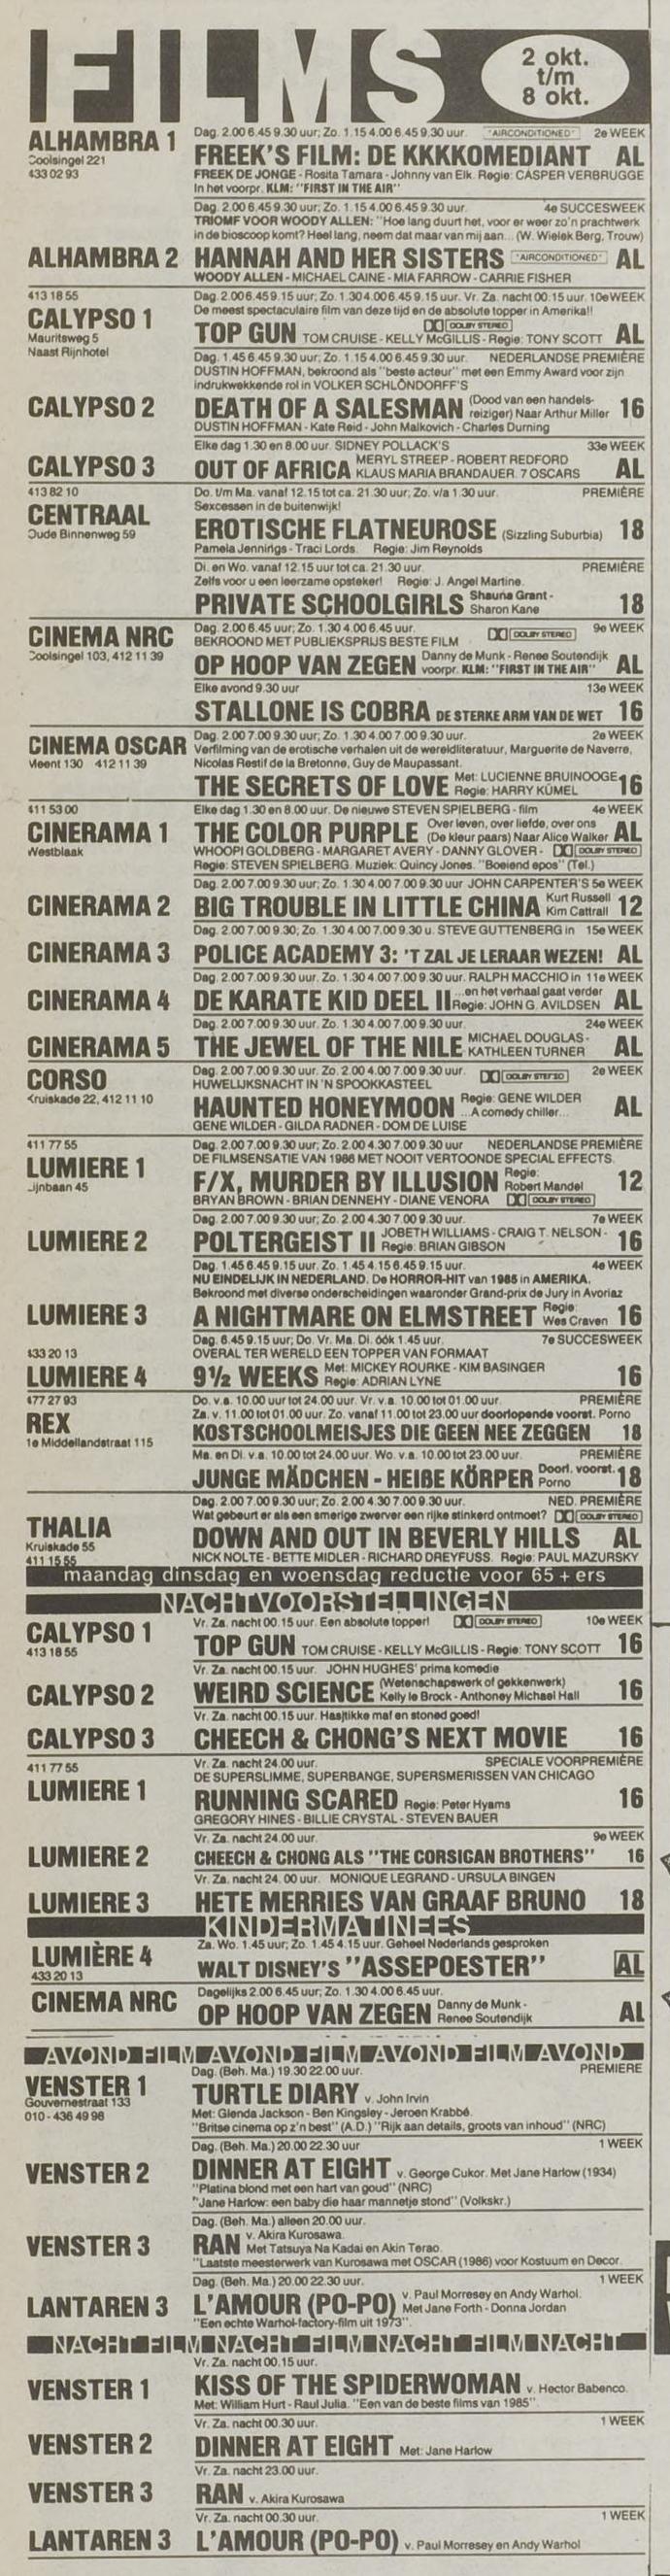 FILMS
2 okt.
t/m
8 okt.
ALHAMBRA 1
Coolsingel 221
433 02 93
Dag. 2.00 6.45 9.30 uur; Zo. 1.15 4.00 6.45 9.30 uur. "AIRCONDITIONED" 2e WEEK
FREEK'S FILM: DE KKKKOMEDIANT AL
FREEK DE JONGE - Rosita Tamara - Johnny van Elk. Regie: CASPER VERBRUGGE
In het voorpr. KLM: "FIRST IN THE AIR"
Dag. 2.00 6.45 9.30 uur; Zo. 1.15 4.00 6.45 9.30 uur. 4e SUCCESWEEK
TRIOMF VOOR WOODY ALLEN: "Hoe lang duurt het, voor er weer zo'n prachtwerk
in de bioscoop komt? Heel lang, neem dat maar van mij aan... (W. Wielek Berg, Trouw)
ALHAMBRA 2 HANNAH AND HER SISTERS "AIRCONDITIONED" AL
WOODY ALLEN - MICHAEL CAINE - MIA FARROW - CARRIE FISHER
413 18 55
CALYPSO 1
Mauritsweg 5
Naast Rijnhotel
Dag. 2.00 6.45 9.15 uur; Zo. 1.30 4.00 6.45 9.15 uur. Vr. Za. nacht 00.15 uur. 10e WEEK
De meest spectaculaire film van deze tijd en de absolute topper in Amerika!!
DOLBY STEREO
TOP GUN TOM CRUISE - KELLY McGILLIS - Regie: TONY SCOTT AL
Dag. 1.45 6.45 9.30 uur; Zo. 1.15 4.00 6.45 9.30 uur. NEDERLANDSE PREMIÈRE
DUSTIN HOFFMAN, bekroond als "beste acteur" met een Emmy Award voor zijn
indrukwekkende rol in VOLKER SCHLÖNDORFF'S
CALYPSO 2 DEATH OF A SALESMAN (Dood van een handels-
reiziger) Naar Arthur Miller 16
DUSTIN HOFFMAN - Kate Reid - John Malkovich - Charles Durning
Elke dag 1.30 en 8.00 uur. SIDNEY POLLACK'S 33e WEEK
CALYPSO 3 OUT OF AFRICA MERYL STREEP - ROBERT REDFORD
KLAUS MARIA BRANDAUER. 7 OSCARS AL
413 82 10
CENTRAAL
Oude Binnenweg 59
Do. t/m Ma. vanaf 12.15 tot ca. 21.30 uur; Zo. v/a 1.30 uur. PREMIÈRE
Sexcessen in de buitenwijk!
EROTISCHE FLATNEUROSE (Sizzling Suburbia) 18
Pamela Jennings - Traci Lords. Regie: Jim Reynolds
Di. en Wo. vanaf 12.15 uur tot ca. 21.30 uur. PREMIÈRE
Zelfs voor u een leerzame opsteker! Regie: J. Angel Martine.
PRIVATE SCHOOLGIRLS Shauna Grant -
Sharon Kane 18
CINEMA NRC
Coolsingel 103, 412 11 39
Dag. 2.00 6.45 uur; Zo. 1.30 4.00 6.45 uur. DOLBY STEREO 9e WEEK
BEKROOND MET PUBLIEKSPRIJS BESTE FILM
OP HOOP VAN ZEGEN Danny de Munk - Renee Soutendijk
voorpr. KLM: "FIRST IN THE AIR" AL
Elke avond 9.30 uur 13e WEEK
STALLONE IS COBRA DE STERKE ARM VAN DE WET 16
CINEMA OSCAR
Meent 130 412 11 39
Dag. 2.00 7.00 9.30 uur; Zo. 1.30 4.00 7.00 9.30 uur. 2e WEEK
Verfilming van de erotische verhalen uit de wereldliteratuur, Marguerite de Naverre,
Nicolas Restif de la Bretonne, Guy de Maupassant.
THE SECRETS OF LOVE Met: LUCIENNE BRUINOOGE
Regie: HARRY KÜMEL 16
411 53 00
CINERAMA 1
Westblaak
Elke dag 1.30 en 8.00 uur. De nieuwe STEVEN SPIELBERG - film 4e WEEK
THE COLOR PURPLE Over leven, over liefde, over ons
(De kleur paars) Naar Alice Walker AL
WHOOPI GOLDBERG - MARGARET AVERY - DANNY GLOVER - DOLBY STEREO
Regie: STEVEN SPIELBERG. Muziek: Quincy Jones. "Boeiend epos" (Tel.)
Dag. 2.00 7.00 9.30 uur; Zo. 1.30 4.00 7.00 9.30 uur JOHN CARPENTER'S 5e WEEK
CINERAMA 2 BIG TROUBLE IN LITTLE CHINA Kurt Russell
Kim Cattrall 12
Dag. 2.00 7.00 9.30; Zo. 1.30 4.00 7.00 9.30 u. STEVE GUTTENBERG in 15e WEEK
CINERAMA 3 POLICE ACADEMY 3: 'T ZAL JE LERAAR WEZEN! AL
Dag. 2.00 7.00 9.30 uur. Zo. 1.30 4.00 7.00 9.30 uur. RALPH MACCHIO in 11e WEEK
CINERAMA 4 DE KARATE KID DEEL II ...en het verhaal gaat verder
Regie: JOHN G. AVILDSEN AL
Dag. 2.00 7.00 9.30 uur. Zo. 1.30 4.00 7.00 9.30 uur. 24e WEEK
CINERAMA 5 THE JEWEL OF THE NILE MICHAEL DOUGLAS -
KATHLEEN TURNER AL
CORSO
Kruiskade 22, 412 11 10
Dag. 2.00 7.00 9.30 uur. Zo. 2.00 4.00 7.00 9.30 uur. DOLBY STEREO 2e WEEK
HUWELIJKSNACHT IN 'N SPOOKKASTEEL
HAUNTED HONEYMOON Regie: GENE WILDER
...A comedy chiller... AL
GENE WILDER - GILDA RADNER - DOM DE LUISE
411 77 55
LUMIERE 1
Lijnbaan 45
Dag. 2.00 7.00 9.30 uur; Zo. 2.00 4.30 7.00 9.30 uur NEDERLANDSE PREMIÈRE
DE FILMSENSATIE VAN 1986 MET NOOIT VERTOONDE SPECIAL EFFECTS.
F/X, MURDER BY ILLUSION Regie:
Robert Mandel 12
BRYAN BROWN - BRIAN DENNEHY - DIANE VENORA DOLBY STEREO
Dag. 2.00 7.00 9.30 uur; Zo. 2.00 4.30 7.00 9.30 uur. 7e WEEK
LUMIERE 2 POLTERGEIST II JOBETH WILLIAMS - CRAIG T. NELSON -
Regie: BRIAN GIBSON 16
Dag. 1.45 6.45 9.15 uur. Zo. 1.45 4.15 6.45 9.15 uur. 4e WEEK
NU EINDELIJK IN NEDERLAND. De HORROR-HIT van 1985 in AMERIKA.
Bekroond met diverse onderscheidingen waaronder Grand-prix de Jury in Avoriaz
LUMIERE 3 A NIGHTMARE ON ELMSTREET Regie:
Wes Craven 16
Dag. 6.45 9.15 uur; Do. Vr. Ma. Di. óók 1.45 uur. 7e SUCCESWEEK
433 20 13 OVERAL TER WERELD EEN TOPPER VAN FORMAAT
LUMIERE 4 9½ WEEKS Met: MICKEY ROURKE - KIM BASINGER
Regie: ADRIAN LYNE 16
477 27 93
REX
1e Middellandstraat 115
Do. v.a. 10.00 uur tot 24.00 uur. Vr. v.a. 10.00 tot 01.00 uur. PREMIÈRE
Za. v. 11.00 tot 01.00 uur. Zo. vanaf 11.00 tot 23.00 uur doorlopende voorst. Porno
KOSTSCHOOLMEISJES DIE GEEN NEE ZEGGEN 18
Ma. en Di. v.a. 10.00 tot 24.00 uur. Wo. v.a. 10.00 tot 23.00 uur. PREMIÈRE
JUNGE MÄDCHEN - HEIßE KÖRPER Doorl. voorst.
Porno 18
THALIA
Kruiskade 55
411 15 55
Dag. 2.00 7.00 9.30 uur; Zo. 2.00 4.30 7.00 9.30 uur. NED. PREMIÈRE
Wat gebeurt er als een smerige zwerver een rijke stinkerd ontmoet? DOLBY STEREO
DOWN AND OUT IN BEVERLY HILLS AL
NICK NOLTE - BETTE MIDLER - RICHARD DREYFUSS. Regie: PAUL MAZURSKY
maandag dinsdag en woensdag reductie voor 65 + ers
NACHTVOORSTELLINGEN
Vr. Za. nacht 00.15 uur. Een absolute topper! DOLBY STEREO 10e WEEK
CALYPSO 1
413 18 55
TOP GUN TOM CRUISE - KELLY McGILLIS - Regie: TONY SCOTT 16
Vr. Za. nacht 00.15 uur. JOHN HUGHES' prima komedie
CALYPSO 2 WEIRD SCIENCE (Wetenschapswerk of gekkenwerk)
Kelly le Brock - Anthoney Michael Hall 16
Vr. Za. nacht 00.15 uur. Hasjtikke maf en stoned goed!
CALYPSO 3 CHEECH & CHONG'S NEXT MOVIE 16
411 77 55
LUMIERE 1
Vr. Za. nacht 24.00 uur. SPECIALE VOORPREMIÈRE
DE SUPERSLIMME, SUPERBANGE, SUPERSMERISSEN VAN CHICAGO
RUNNING SCARED Regie: Peter Hyams 16
GREGORY HINES - BILLIE CRYSTAL - STEVEN BAUER
Vr. Za. nacht 24.00 uur. 9e WEEK
LUMIERE 2 CHEECH & CHONG ALS "THE CORSICAN BROTHERS" 16
Vr. Za. nacht 24.00 uur. MONIQUE LEGRAND - URSULA BINGEN
LUMIERE 3 HETE MERRIES VAN GRAAF BRUNO 18
KINDERMATINEES
Za. Wo. 1.45 uur; Zo. 1.45 4.15 uur. Geheel Nederlands gesproken
LUMIÈRE 4
433 20 13
WALT DISNEY'S "ASSEPOESTER" AL
Dagelijks 2.00 6.45 uur; Zo. 1.30 4.00 6.45 uur.
CINEMA NRC OP HOOP VAN ZEGEN Danny de Munk -
Renee Soutendijk AL
AVOND FILM AVOND FILM AVOND FILM AVOND
Dag. (Beh. Ma.) 19.30 22.00 uur. PREMIERE
VENSTER 1
Gouvernestraat 133
010 - 436 49 98
TURTLE DIARY v. John Irvin
Met: Glenda Jackson - Ben Kingsley - Jeroen Krabbé.
"Britse cinema op z'n best" (A.D.) "Rijk aan details, groots van inhoud" (NRC)
Dag. (Beh. Ma.) 20.00 22.30 uur 1 WEEK
VENSTER 2 DINNER AT EIGHT v. George Cukor. Met Jane Harlow (1934)
"Platina blond met een hart van goud" (NRC)
"Jane Harlow: een baby die haar mannetje stond" (Volkskr.)
Dag. (Beh. Ma.) alleen 20.00 uur.
VENSTER 3 RAN v. Akira Kurosawa.
Met Tatsuya Na Kadai en Akin Terao.
"Laatste meesterwerk van Kurosawa met OSCAR (1986) voor Kostuum en Decor.
Dag. (Beh. Ma.) 20.00 22.30 uur. 1 WEEK
LANTAREN 3 L'AMOUR (PO-PO) v. Paul Morresey en Andy Warhol.
Met Jane Forth - Donna Jordan
"Een echte Warhol-factory-film uit 1973".
NACHT FILM NACHT FILM NACHT FILM NACHT
Vr. Za. nacht 00.15 uur.
VENSTER 1 KISS OF THE SPIDERWOMAN v. Hector Babenco.
Met: William Hurt - Raul Julia. "Een van de beste films van 1985".
Vr. Za. nacht 00.30 uur. 1 WEEK
VENSTER 2 DINNER AT EIGHT Met: Jane Harlow
Vr. Za. nacht 23.00 uur.
VENSTER 3 RAN v. Akira Kurosawa
Vr. Za. nacht 00.30 uur. 1 WEEK
LANTAREN 3 L'AMOUR (PO-PO) v. Paul Morresey en Andy Warhol